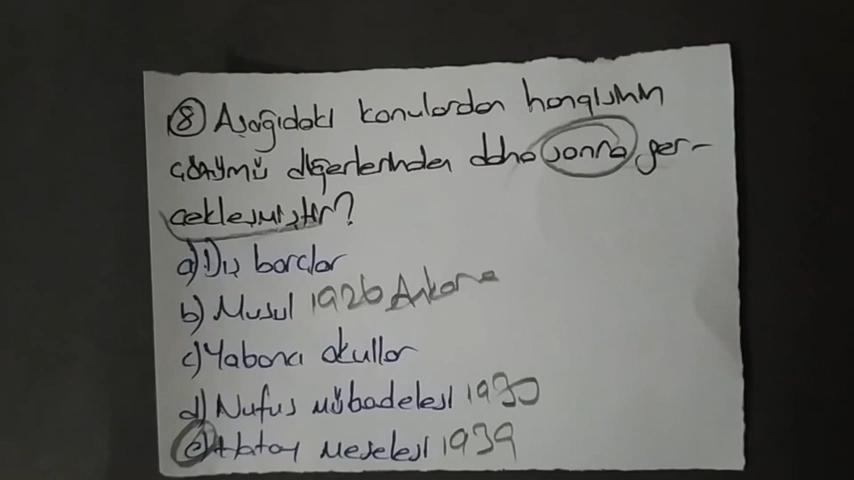 8 Aşağıdaki konulardan hangisinin
çözümü diğerlerinden daha sonra ger-
çekleşmiştir?
a) Dış borçlar
b) Musul 1926 Ankara
c) Yabancı okullar
d) Nufus mübadelesi 1930
e) Hatay meselesi 1939